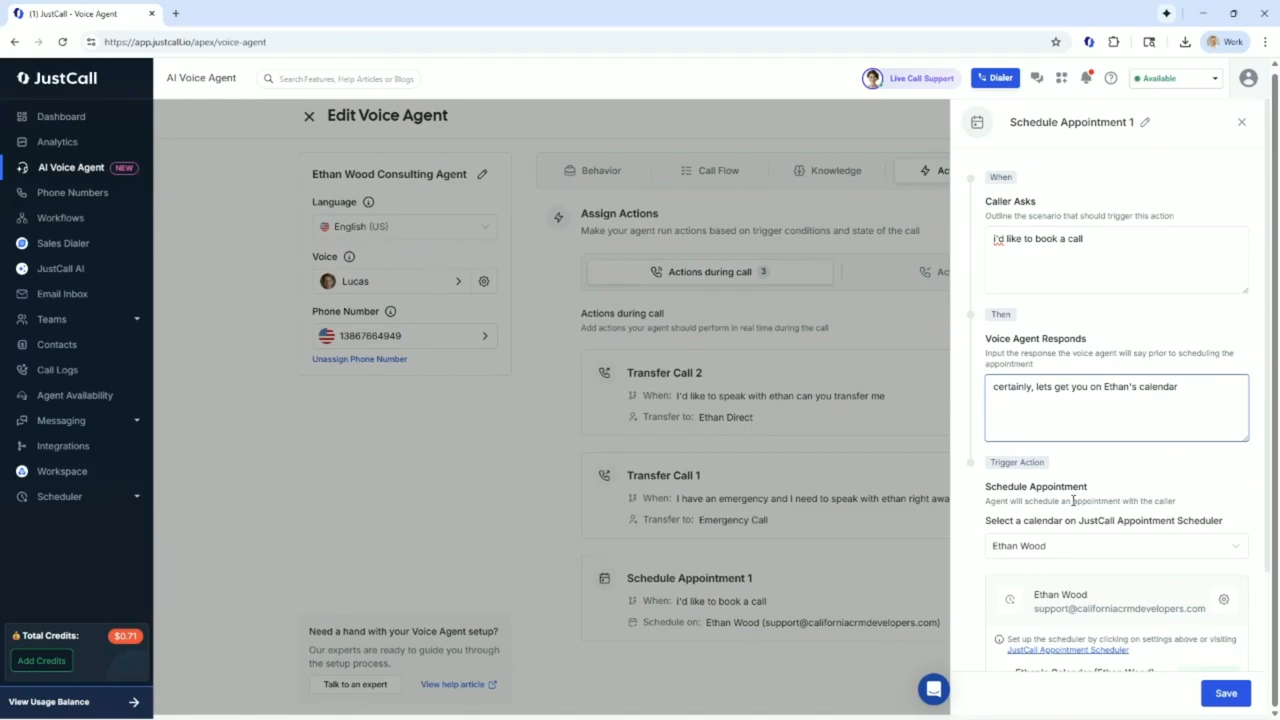 (1) JustCall - Voice Agent
https://app.justcall.io/apex/voice-agent
Work
JustCall
AI Voice Agent
Search Features, Help Articles or Blogs
Live Call Support
Dialer
Available
Dashboard
Analytics
AI Voice Agent NEW
Phone Numbers
Workflows
Sales Dialer
JustCall AI
Email Inbox
Teams
Contacts
Call Logs
Agent Availability
Messaging
Integrations
Workspace
Scheduler
Total Credits: $0.71
Add Credits
View Usage Balance
Edit Voice Agent
Ethan Wood Consulting Agent
Language
English (US)
Voice
Lucas
Phone Number
13867664949
Unassign Phone Number
Need a hand with your Voice Agent setup?
Our experts are ready to guide you through
the setup process.
Talk to an expert
View help article
Behavior
Call Flow
Knowledge
Ac
Assign Actions
Make your agent run actions based on trigger conditions and state of the call
Actions during call 3
Ac
Actions during call
Add actions your agent should perform in real time during the call
Transfer Call 2
When: I'd like to speak with ethan can you transfer me
Transfer to: Ethan Direct
Transfer Call 1
When: I have an emergency and I need to speak with ethan right awa
Transfer to: Emergency Call
Schedule Appointment 1
When: i'd like to book a call
Schedule on: Ethan Wood (support@californiacrmdevelopers.com)
Schedule Appointment 1
When
Caller Asks
Outline the scenario that should trigger this action
i'd like to book a call
Then
Voice Agent Responds
Input the response the voice agent will say prior to scheduling the
appointment
certainly, lets get you on Ethan's calendar
Trigger Action
Schedule Appointment
Agent will schedule an appointment with the caller
Select a calendar on JustCall Appointment Scheduler
Ethan Wood
Ethan Wood
support@californiacrmdevelopers.com
Set up the scheduler by clicking on settings above or visiting
JustCall Appointment Scheduler
Ethan's Calendar (Ethan Wood)
Save